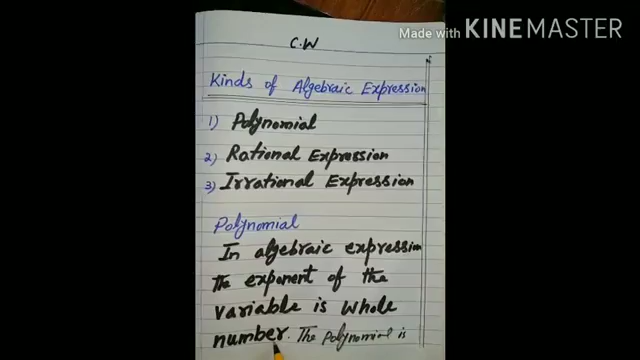 Made with KINEMASTER
C.W
Kinds of Algebraic Expression
1) Polynomial
2) Rational Expression
3) Irrational Expression
Polynomial
In algebraic expression
the exponent of the
variable is whole
number. The Polynomial is